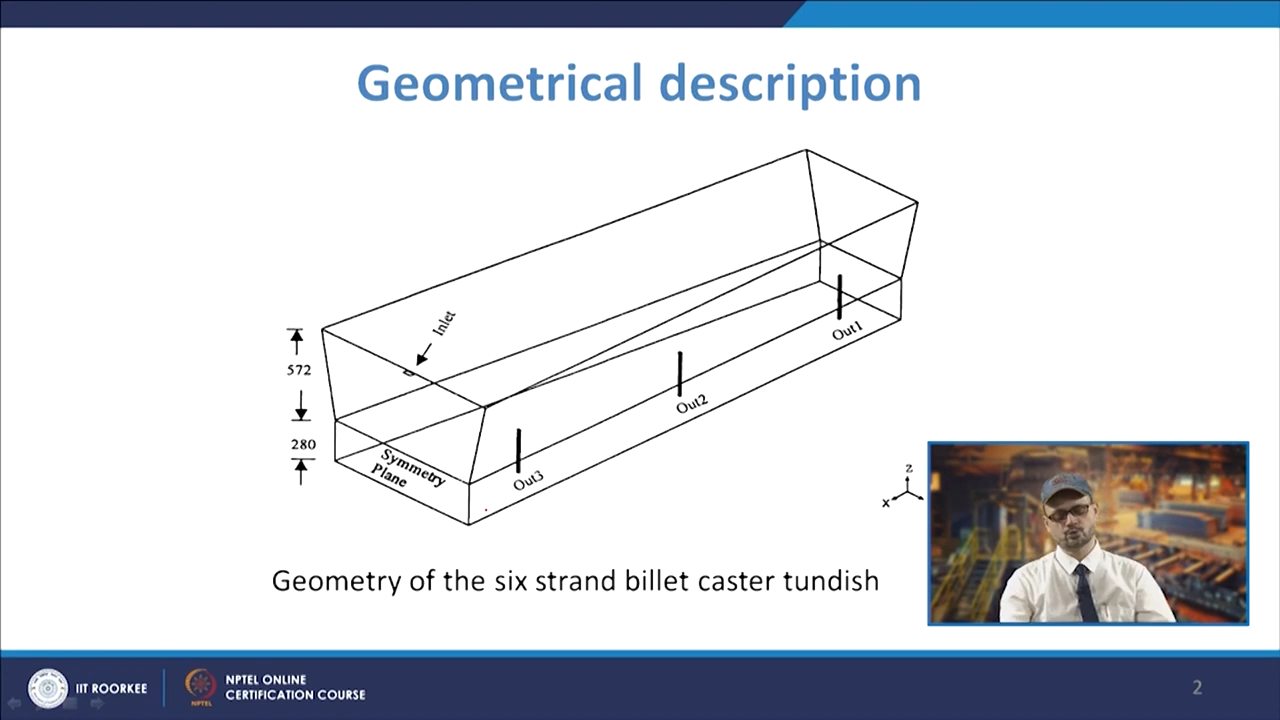 Geometrical description
Inlet
572
280
Symmetry
Plane
Out3
Out2
Out1
z
x
Geometry of the six strand billet caster tundish
IIT ROORKEE
NPTEL
NPTEL ONLINE
CERTIFICATION COURSE
2